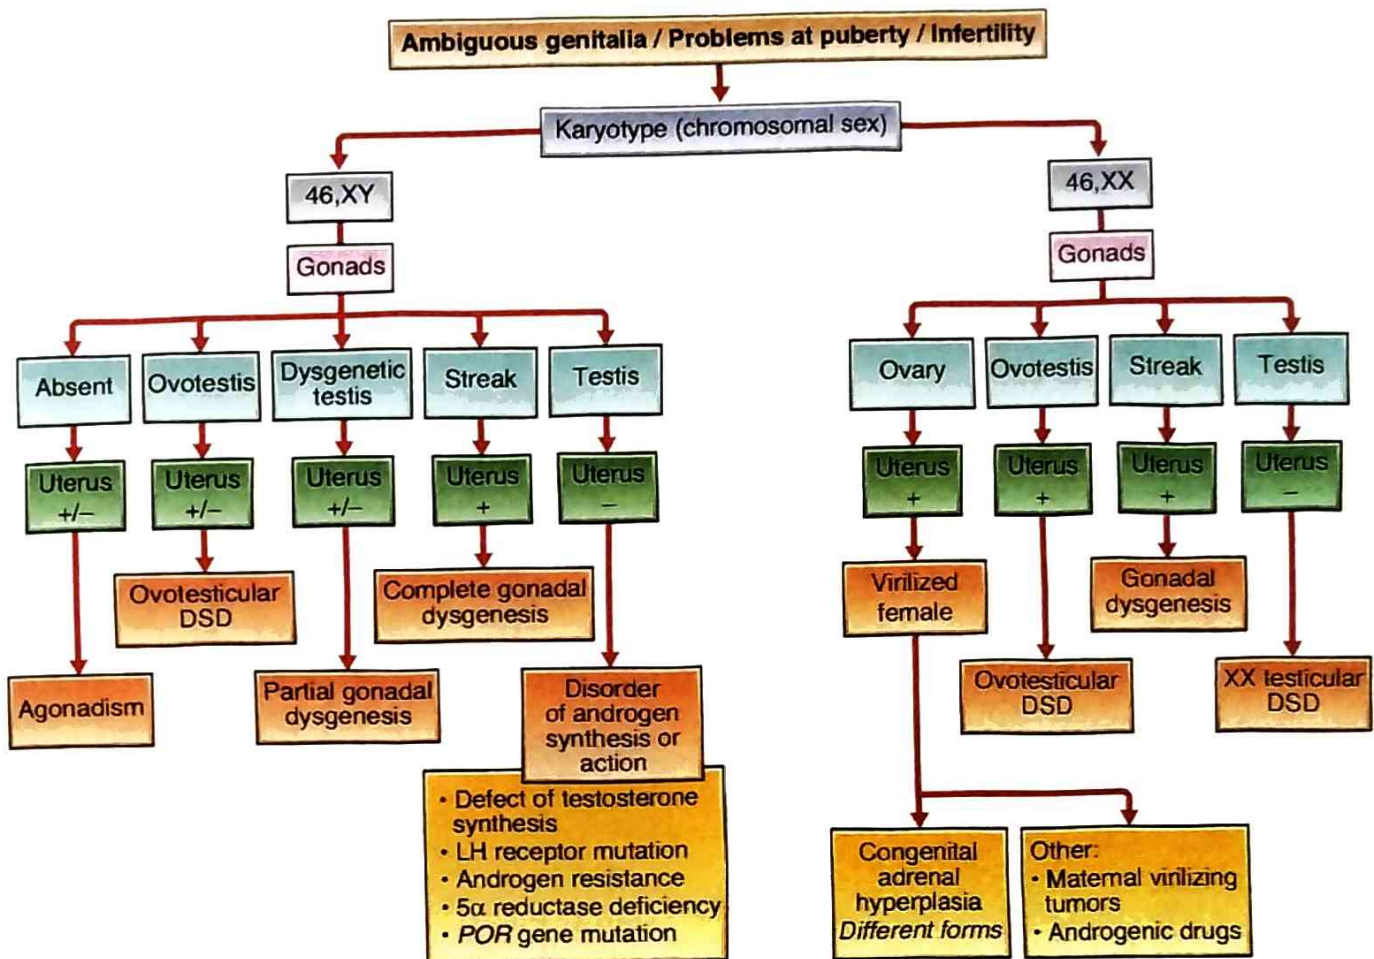 Ambiguous genitalia / Problems at puberty / Infertility
Karyotype (chromosomal sex)
46,XY
46,XX
Gonads
Gonads
Absent
Ovotestis
Dysgenetic
testis
Streak
Testis
Ovary
Ovotestis
Streak
Testis
Uterus
+/–
Uterus
+/–
Uterus
+/–
Uterus
+
Uterus
–
Uterus
+
Uterus
+
Uterus
+
Uterus
–
Ovotesticular
DSD
Complete gonadal
dysgenesis
Virilized
female
Gonadal
dysgenesis
Agonadism
Partial gonadal
dysgenesis
Disorder
of androgen
synthesis or
action
Ovotesticular
DSD
XX testicular
DSD
• Defect of testosterone
synthesis
• LH receptor mutation
• Androgen resistance
• 5α reductase deficiency
• POR gene mutation
Congenital
adrenal
hyperplasia
Different forms
Other:
• Maternal virilizing
tumors
• Androgenic drugs